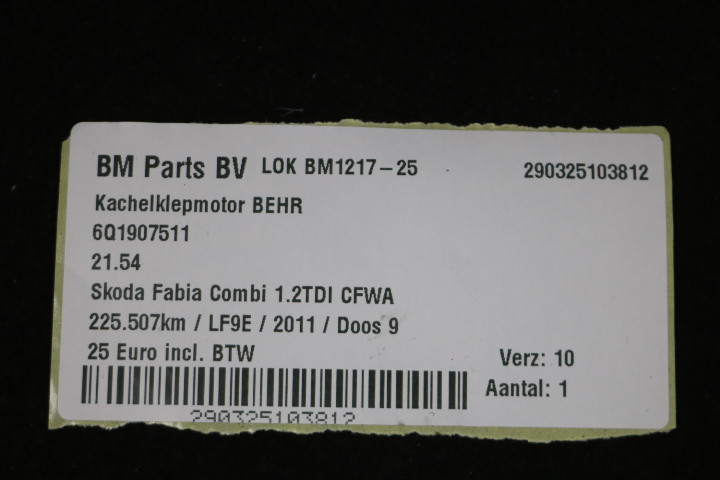 BM Parts BV LOK BM1217-25 290325103812
Kachelklepmotor BEHR
6Q1907511
21.54
Skoda Fabia Combi 1.2TDI CFWA
225.507km / LF9E / 2011 / Doos 9
25 Euro incl. BTW Verz: 10
Aantal: 1
290325103812